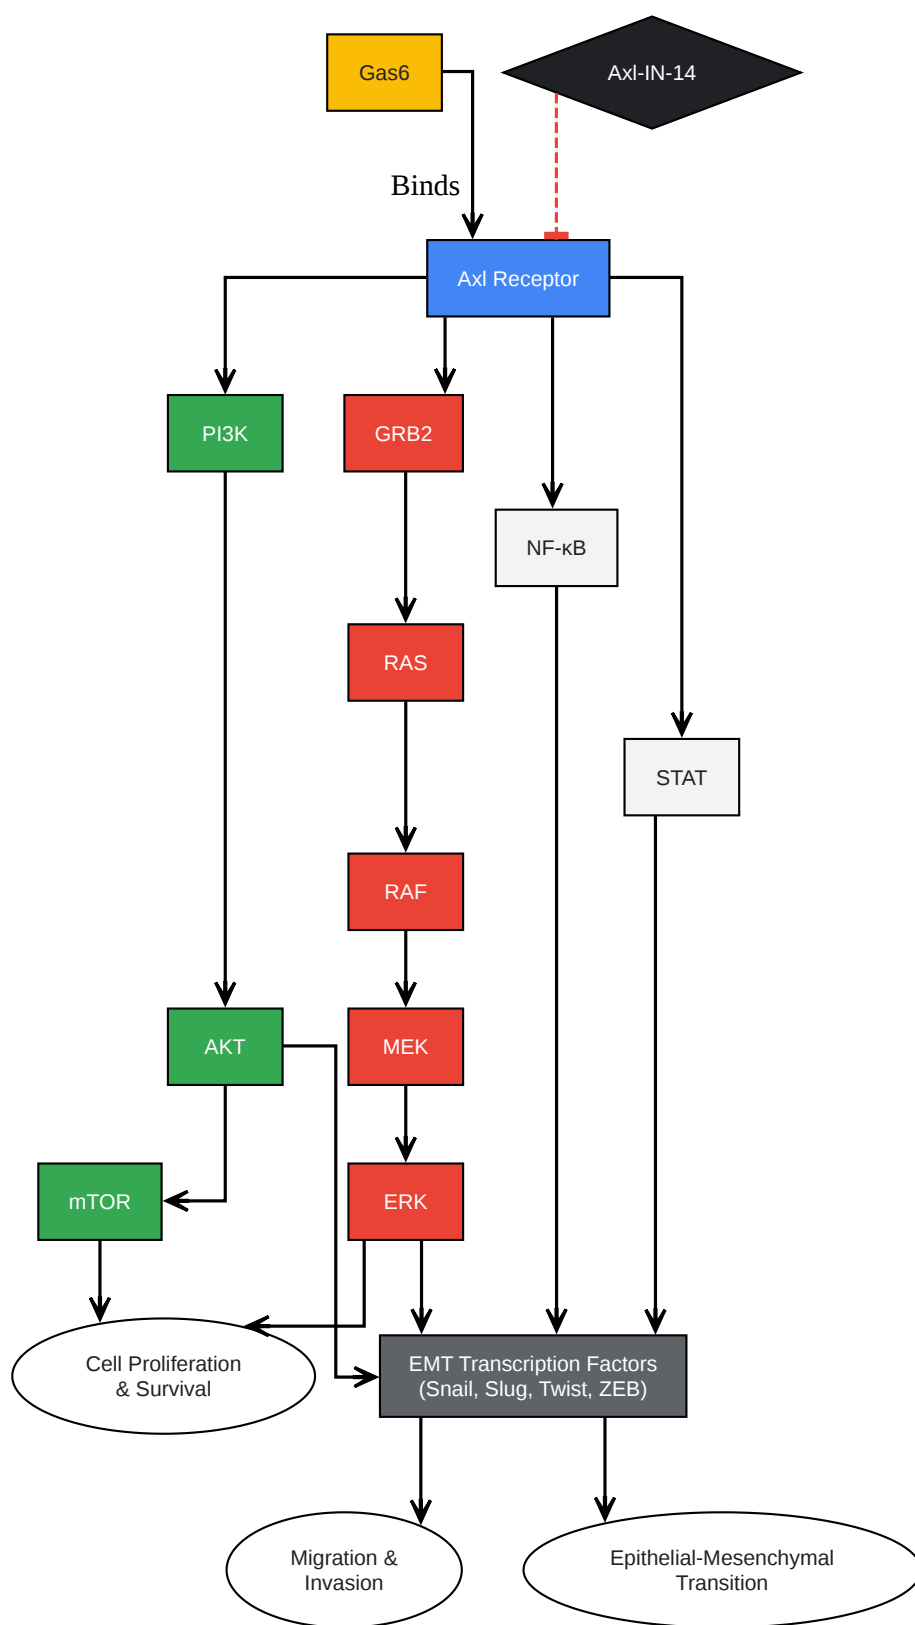 Gas6
Axl-IN-14
Binds
Axl Receptor
PI3K
GRB2
NF-κB
RAS
STAT
RAF
AKT
MEK
mTOR
ERK
Cell Proliferation
& Survival
EMT Transcription Factors
(Snail, Slug, Twist, ZEB)
Migration &
Invasion
Epithelial-Mesenchymal
Transition